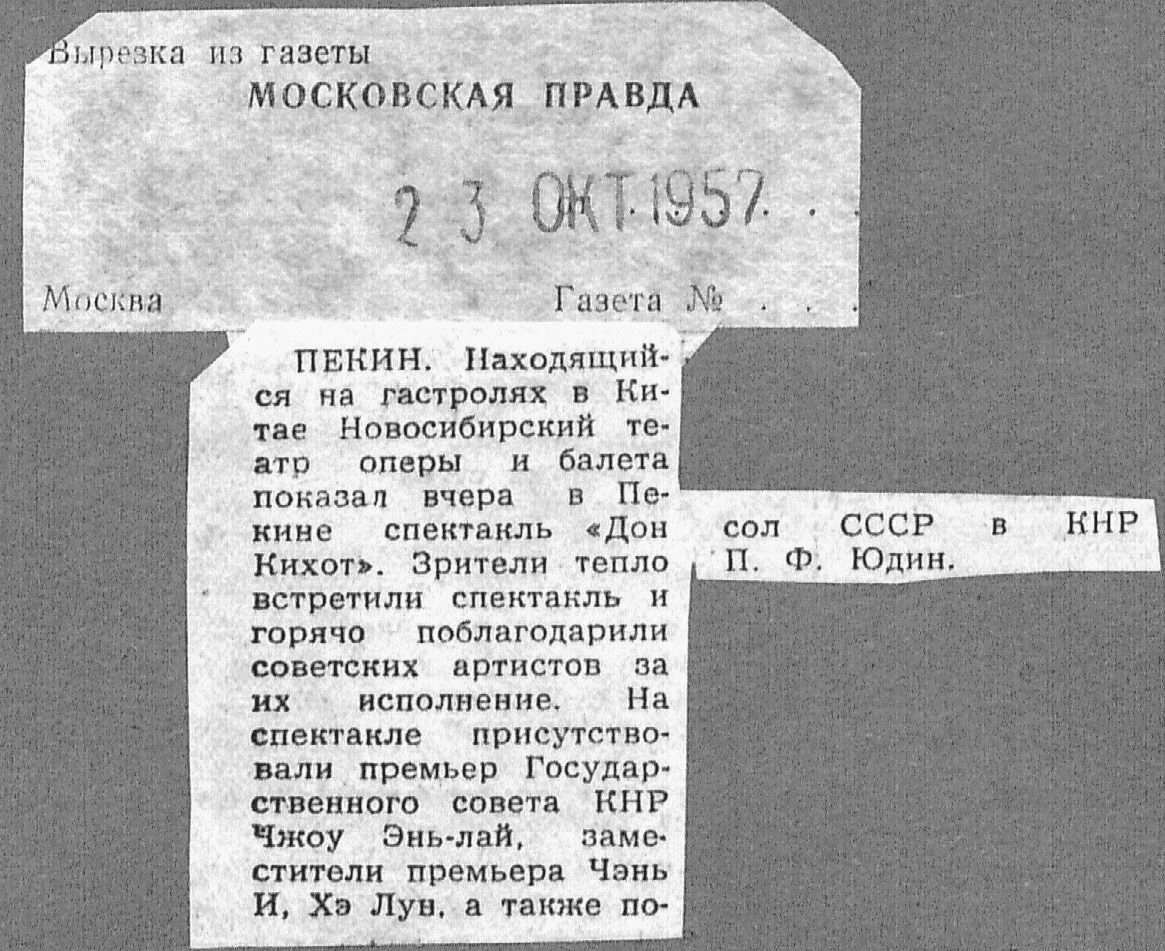 Вырезка из газеты
МОСКОВСКАЯ ПРАВДА
23 ОКТ.1957. . .
Москва Газета № . . .
ПЕКИН. Находящий-
ся на гастролях в Ки-
тае Новосибирский те-
атр оперы и балета
показал вчера в Пе-
кине спектакль «Дон
Кихот». Зрители тепло
встретили спектакль и
горячо поблагодарили
советских артистов за
их исполнение. На
спектакле присутство-
вали премьер Государ-
ственного совета КНР
Чжоу Энь-лай, заме-
стители премьера Чэнь
И, Хэ Лун, а также по-
сол СССР в КНР
П. Ф. Юдин.